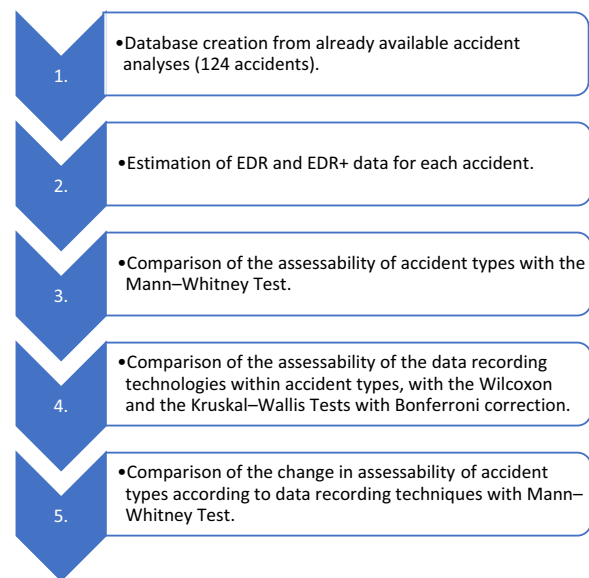 1.
•Database creation from already available accident
analyses (124 accidents).
2.
•Estimation of EDR and EDR+ data for each accident.
3.
•Comparison of the assessability of accident types with the
Mann–Whitney Test.
4.
•Comparison of the assessability of the data recording
technologies within accident types, with the Wilcoxon
and the Kruskal–Wallis Tests with Bonferroni correction.
5.
•Comparison of the change in assessability of accident
types according to data recording techniques with Mann–
Whitney Test.